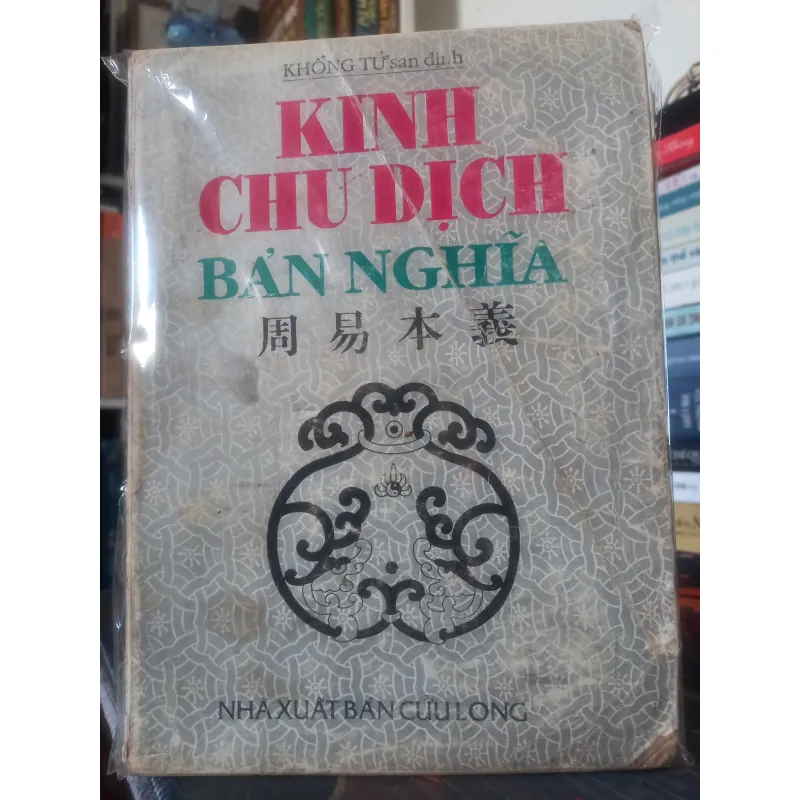 KHỔNG TỬ san định
KINH
CHU DỊCH
BẢN NGHĨA
周易本義
NHÀ XUẤT BẢN CỬU LONG